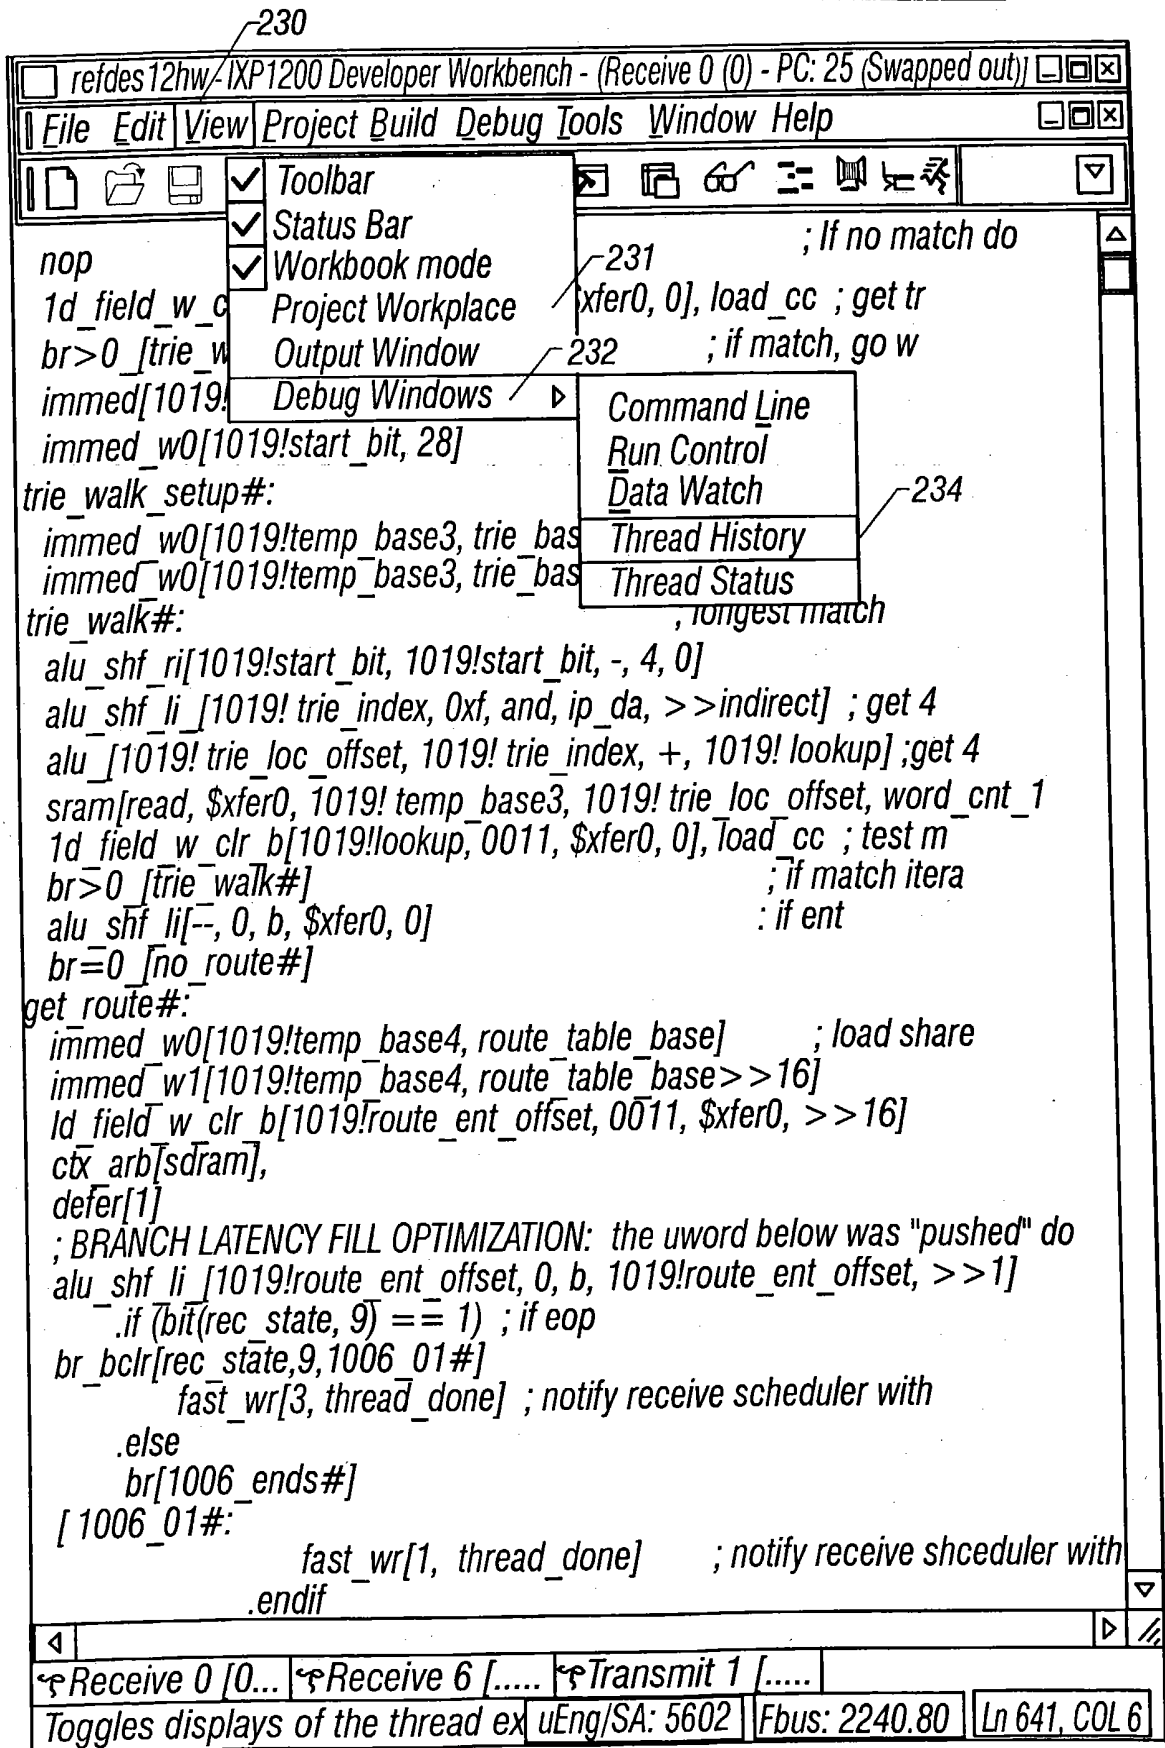 230
refdes12hw - IXP1200 Developer Workbench - (Receive 0 (0) - PC: 25 (Swapped out))
File Edit View Project Build Debug Tools Window Help
Toolbar
Status Bar
Workbook mode
Project Workplace
Output Window
Debug Windows
231
232
Command Line
Run Control
Data Watch
Thread History
Thread Status
234
; If no match do
nop
1d_field_w_c xfer0, 0], load_cc ; get tr
br>0_[trie_w ; if match, go w
immed[1019!
immed_w0[1019!start_bit, 28]
trie_walk_setup#:
immed_w0[1019!temp_base3, trie_bas
immed_w0[1019!temp_base3, trie_bas
trie_walk#: ; longest match
alu_shf_ri[1019!start_bit, 1019!start_bit, -, 4, 0]
alu_shf_li_[1019! trie_index, 0xf, and, ip_da, >>indirect] ; get 4
alu_[1019! trie_loc_offset, 1019! trie_index, +, 1019! lookup] ;get 4
sram[read, $xfer0, 1019! temp_base3, 1019! trie_loc_offset, word_cnt_1
1d_field_w_clr_b[1019!lookup, 0011, $xfer0, 0], load_cc ; test m
br>0_[trie_walk#] ; if match itera
alu_shf_li[--, 0, b, $xfer0, 0] : if ent
br=0_[no_route#]
get_route#:
immed_w0[1019!temp_base4, route_table_base] ; load share
immed_w1[1019!temp_base4, route_table_base>>16]
ld_field_w_clr_b[1019!route_ent_offset, 0011, $xfer0, >>16]
ctx_arb[sdram],
defer[1]
; BRANCH LATENCY FILL OPTIMIZATION: the uword below was "pushed" do
alu_shf_li_[1019!route_ent_offset, 0, b, 1019!route_ent_offset, >>1]
.if (bit(rec_state, 9) == 1) ; if eop
br_bclr[rec_state,9,1006_01#]
fast_wr[3, thread_done] ; notify receive scheduler with
.else
br[1006_ends#]
[ 1006_01#:
fast_wr[1, thread_done] ; notify receive shceduler with
.endif
Receive 0 [0... Receive 6 [..... Transmit 1 [.....
Toggles displays of the thread ex uEng/SA: 5602 Fbus: 2240.80 Ln 641, COL 6